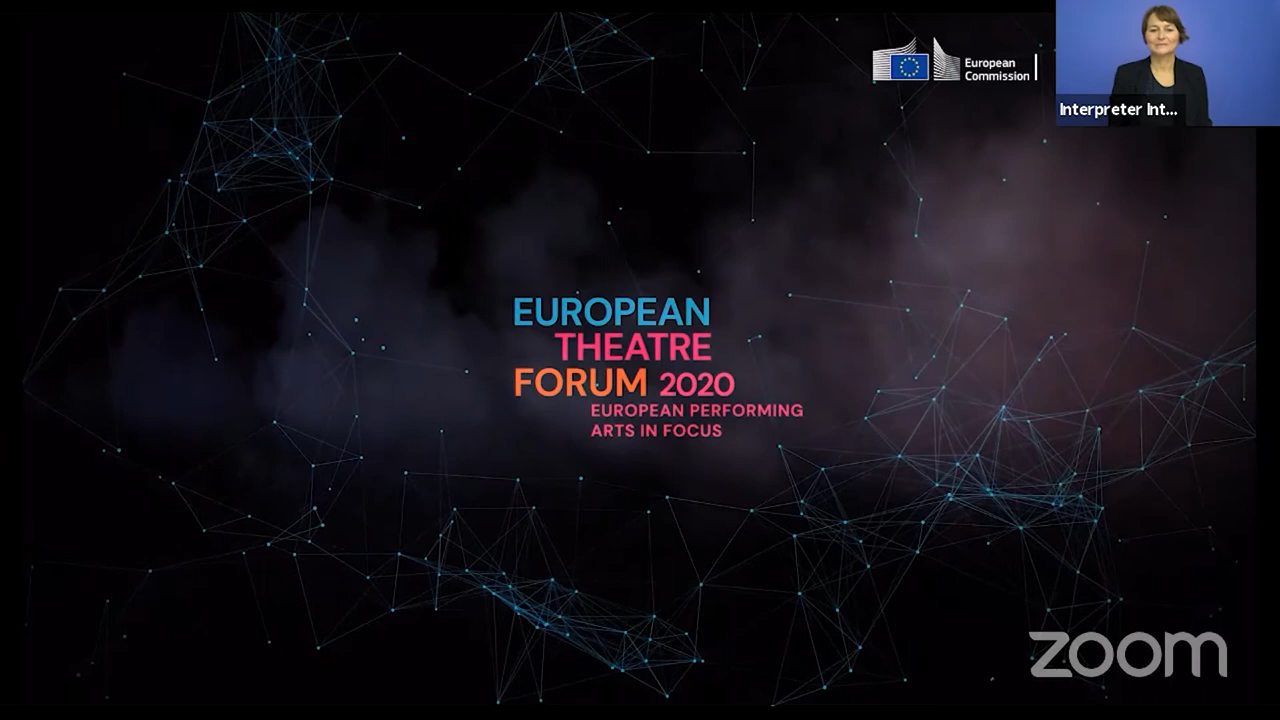 European
Commission
Interpreter Int...
EUROPEAN
THEATRE
FORUM 2020
EUROPEAN PERFORMING
ARTS IN FOCUS
zoom